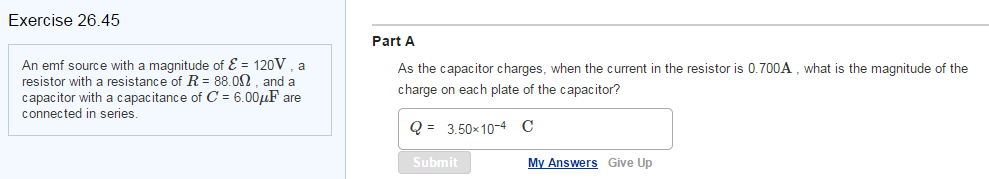 Exercise 26.45
An emf source with a magnitude of ℰ = 120V , a
resistor with a resistance of R = 88.0Ω , and a
capacitor with a capacitance of C = 6.00μF are
connected in series.
Part A
As the capacitor charges, when the current in the resistor is 0.700A , what is the magnitude of the
charge on each plate of the capacitor?
Q = 3.50×10⁻⁴ C
Submit My Answers Give Up